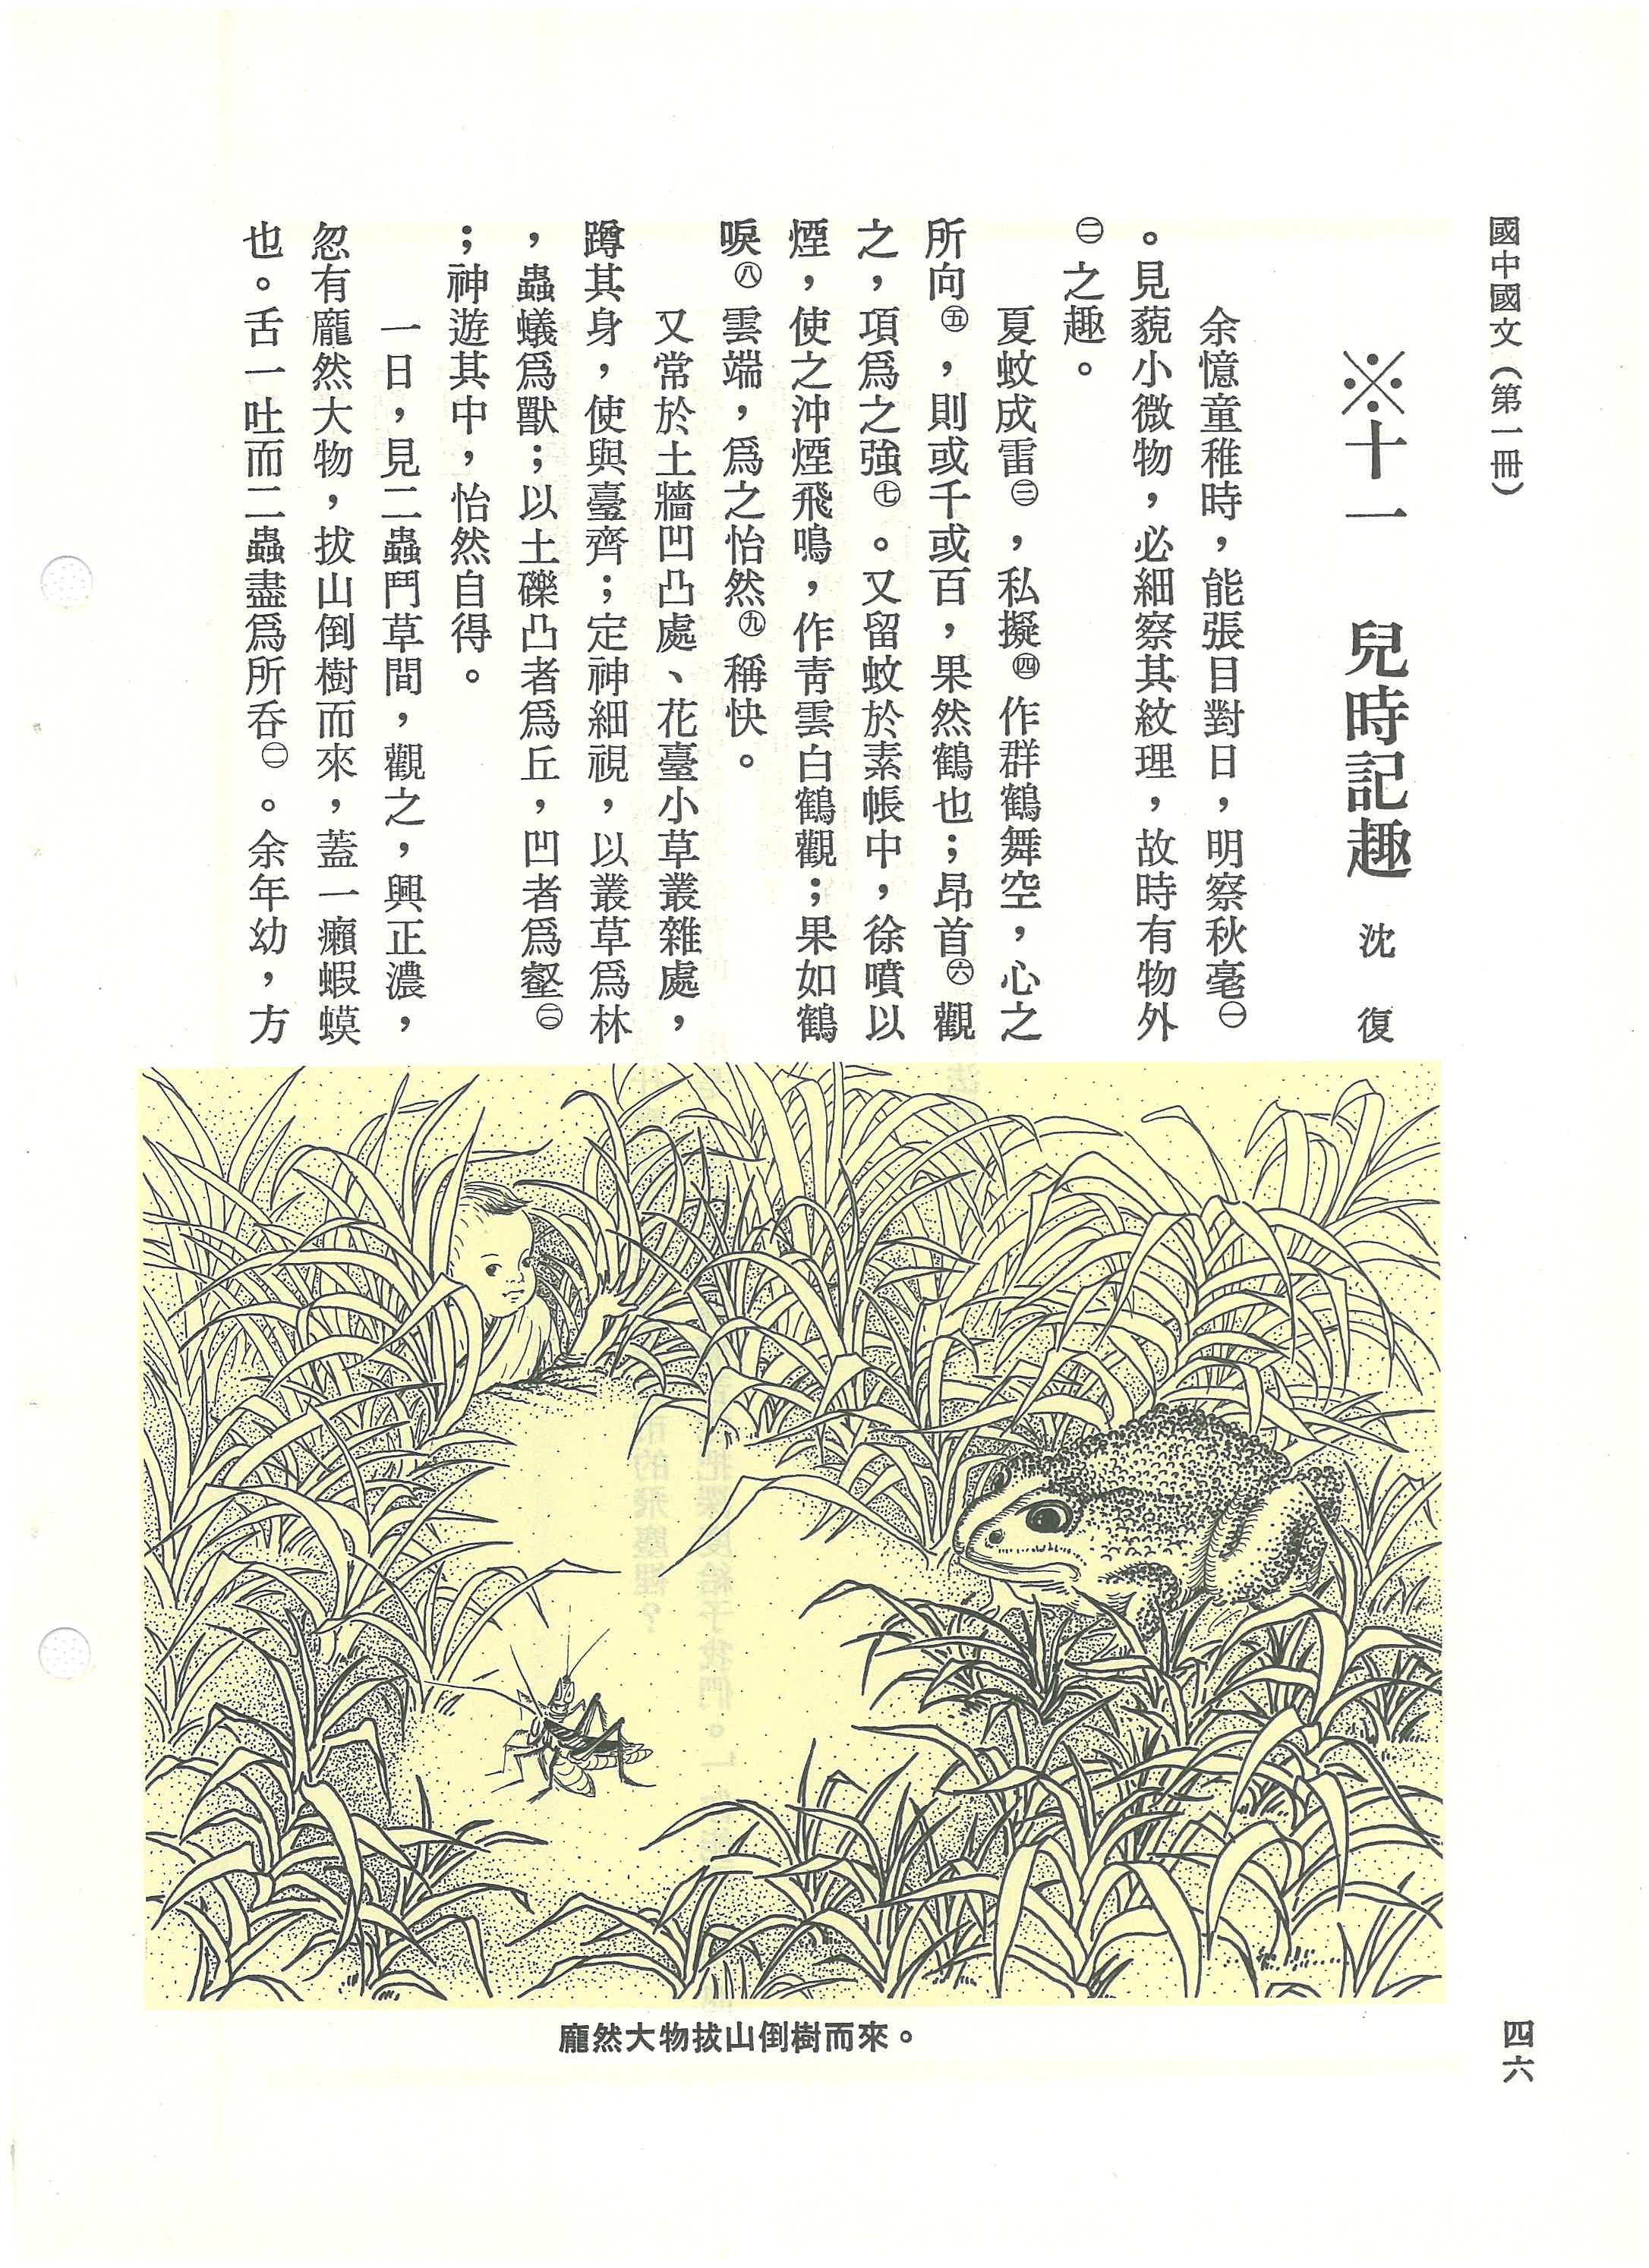 國中國文（第一冊）
※十一　兒時記趣　沈　復
余憶童稚時，能張目對日，明察秋毫㊀
。見藐小微物，必細察其紋理，故時有物外
㊁之趣。
夏蚊成雷㊂，私擬㊃作群鶴舞空，心之
所向㊄，則或千或百，果然鶴也；昂首㊅觀
之，項爲之強㊆。又留蚊於素帳中，徐噴以
煙，使之沖煙飛鳴，作靑雲白鶴觀；果如鶴
唳㊇雲端，爲之怡然㊈稱快。
又常於土牆凹凸處、花臺小草叢雜處，
蹲其身，使與臺齊；定神細視，以叢草爲林
，蟲蟻爲獸；以土礫凸者爲丘，凹者爲壑㊀〇
；神遊其中，怡然自得。
一日，見二蟲鬥草間，觀之，興正濃，
忽有龐然大物，拔山倒樹而來，蓋一癩蝦蟆
也。舌一吐而二蟲盡爲所吞㊀一。余年幼，方
龐然大物拔山倒樹而來。
四六